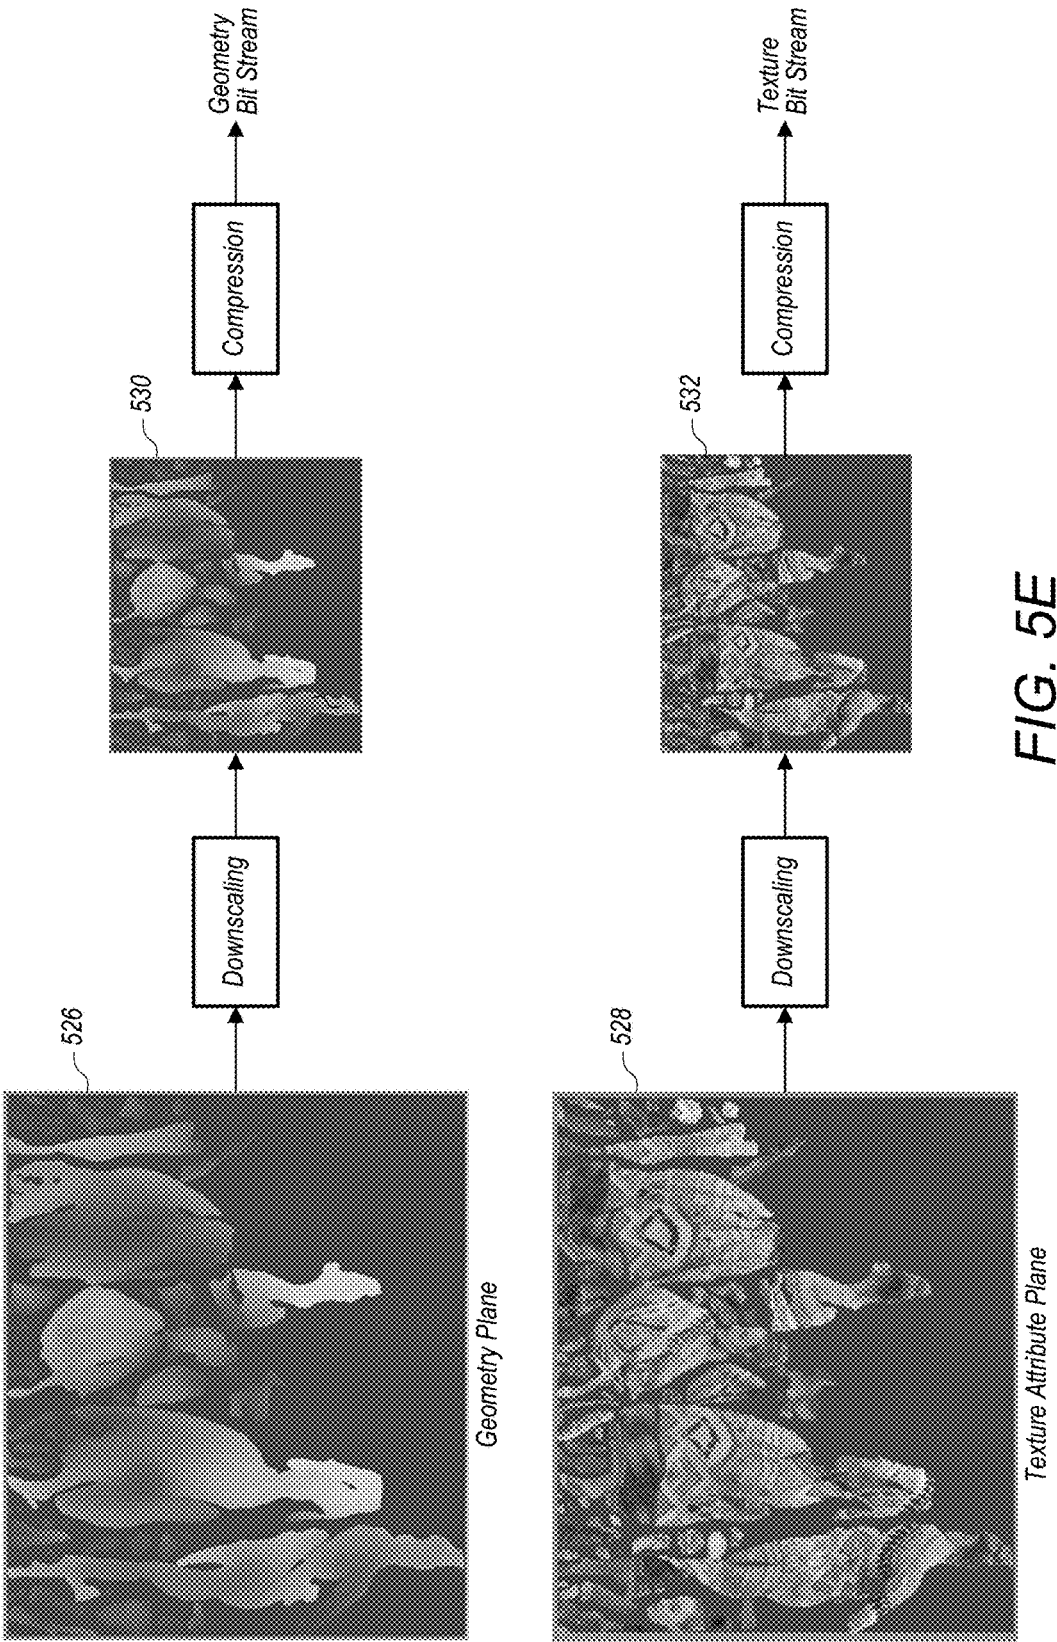 526
Geometry Plane
Downscaling
530
Compression
Geometry
Bit Stream
528
Texture Attribute Plane
Downscaling
532
Compression
Texture
Bit Stream
FIG. 5E